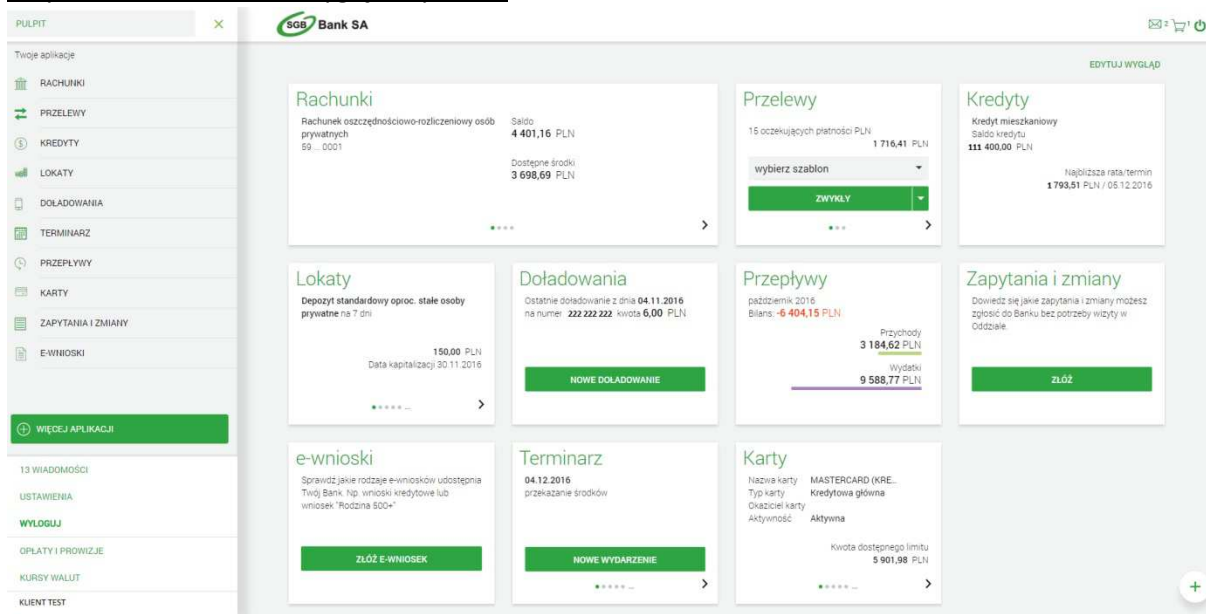 PULPIT
SGB Bank SA
2 1
Twoje aplikacje
RACHUNKI
PRZELEWY
KREDYTY
LOKATY
DOŁADOWANIA
TERMINARZ
PRZEPŁYWY
KARTY
ZAPYTANIA I ZMIANY
E-WNIOSKI
WIĘCEJ APLIKACJI
13 WIADOMOŚCI
USTAWIENIA
WYLOGUJ
OPŁATY I PROWIZJE
KURSY WALUT
KLIENT TEST
EDYTUJ WYGLĄD
Rachunki
Rachunek oszczędnościowo-rozliczeniowy osób
prywatnych
59 ... 0001
Saldo
4 401,16 PLN
Dostępne środki
3 698,69 PLN
Przelewy
15 oczekujących płatności PLN
1 716,41 PLN
wybierz szablon
ZWYKŁY
Kredyty
Kredyt mieszkaniowy
Saldo kredytu
111 400,00 PLN
Najbliższa rata/termin
1 793,51 PLN / 05.12.2016
Lokaty
Depozyt standardowy oproc. stałe osoby
prywatne na 7 dni
150,00 PLN
Data kapitalizacji 30.11.2016
Doładowania
Ostatnie doładowanie z dnia 04.11.2016
na numer 222 222 222 kwota 6,00 PLN
NOWE DOŁADOWANIE
Przepływy
październik 2016
Bilans: -6 404,15 PLN
Przychody
3 184,62 PLN
Wydatki
9 588,77 PLN
Zapytania i zmiany
Dowiedz się jakie zapytania i zmiany możesz
zgłosić do Banku bez potrzeby wizyty w
Oddziale.
ZŁÓŻ
e-wnioski
Sprawdź jakie rodzaje e-wniosków udostępnia
Twój Bank. Np. wnioski kredytowe lub
wniosek "Rodzina 500+"
ZŁÓŻ E-WNIOSEK
Terminarz
04.12.2016
przekazanie środków
NOWE WYDARZENIE
Karty
Nazwa karty MASTERCARD (KRE...
Typ karty Kredytowa główna
Okaziciel karty
Aktywność Aktywna
Kwota dostępnego limitu
5 901,98 PLN